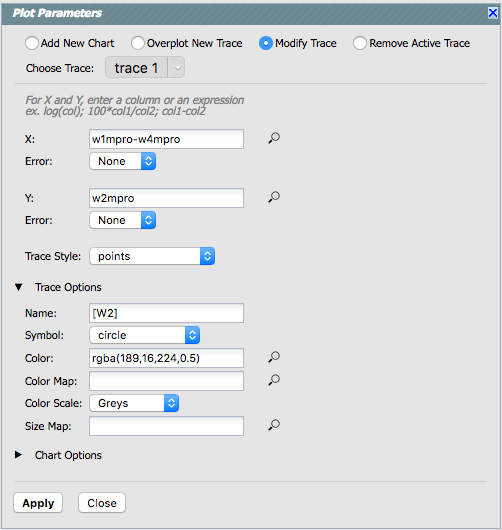 Plot Parameters
Add New Chart Overplot New Trace Modify Trace Remove Active Trace
Choose Trace: trace 1
For X and Y, enter a column or an expression
ex. log(col); 100*col1/col2; col1-col2
X: w1mpro-w4mpro
Error: None
Y: w2mpro
Error: None
Trace Style: points
Trace Options
Name: [W2]
Symbol: circle
Color: rgba(189,16,224,0.5)
Color Map:
Color Scale: Greys
Size Map:
Chart Options
Apply Close